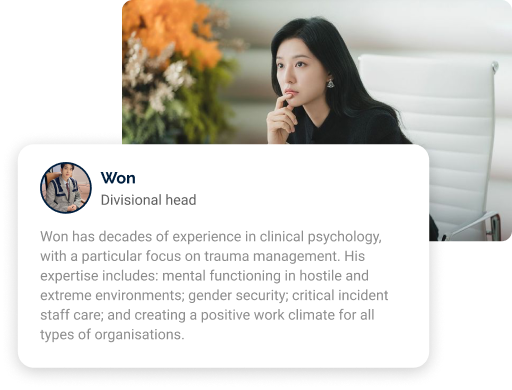 Won
Divisional head
Won has decades of experience in clinical psychology,
with a particular focus on trauma management. His
expertise includes: mental functioning in hostile and
extreme environments; gender security; critical incident
staff care; and creating a positive work climate for all
types of organisations.